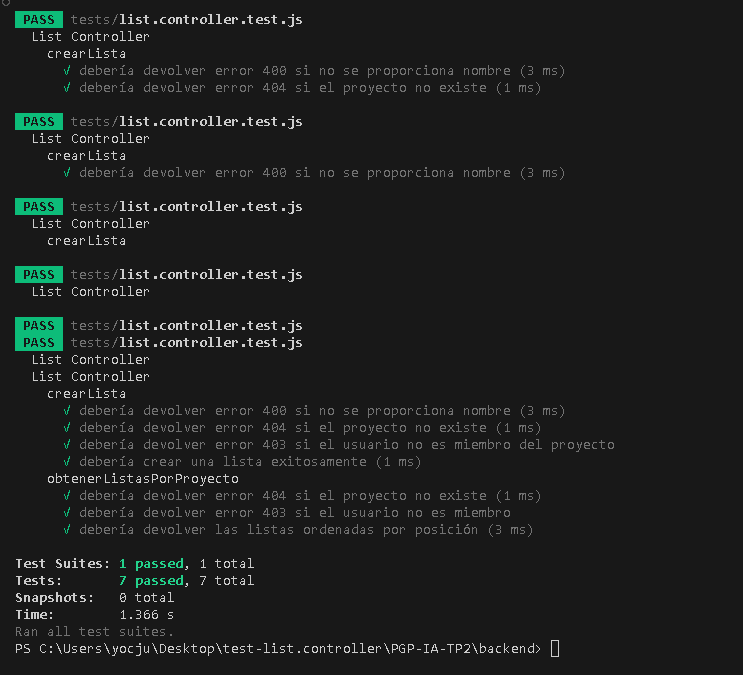 PASS tests/list.controller.test.js
List Controller
crearLista
√ debería devolver error 400 si no se proporciona nombre (3 ms)
√ debería devolver error 404 si el proyecto no existe (1 ms)
PASS tests/list.controller.test.js
List Controller
crearLista
√ debería devolver error 400 si no se proporciona nombre (3 ms)
PASS tests/list.controller.test.js
List Controller
crearLista
PASS tests/list.controller.test.js
List Controller
PASS tests/list.controller.test.js
PASS tests/list.controller.test.js
List Controller
List Controller
crearLista
√ debería devolver error 400 si no se proporciona nombre (3 ms)
√ debería devolver error 404 si el proyecto no existe (1 ms)
√ debería devolver error 403 si el usuario no es miembro del proyecto
√ debería crear una lista exitosamente (1 ms)
obtenerListasPorProyecto
√ debería devolver error 404 si el proyecto no existe (1 ms)
√ debería devolver error 403 si el usuario no es miembro
√ debería devolver las listas ordenadas por posición (3 ms)
Test Suites: 1 passed, 1 total
Tests: 7 passed, 7 total
Snapshots: 0 total
Time: 1.366 s
Ran all test suites.
PS C:\Users\yocju\Desktop\test-list.controller\PGP-IA-TP2\backend>